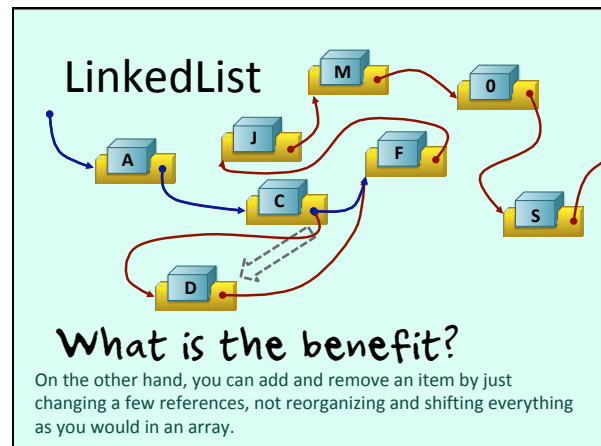 LinkedList
M
0
J
A
F
C
S
D
What is the benefit?
On the other hand, you can add and remove an item by just
changing a few references, not reorganizing and shifting everything
as you would in an array.